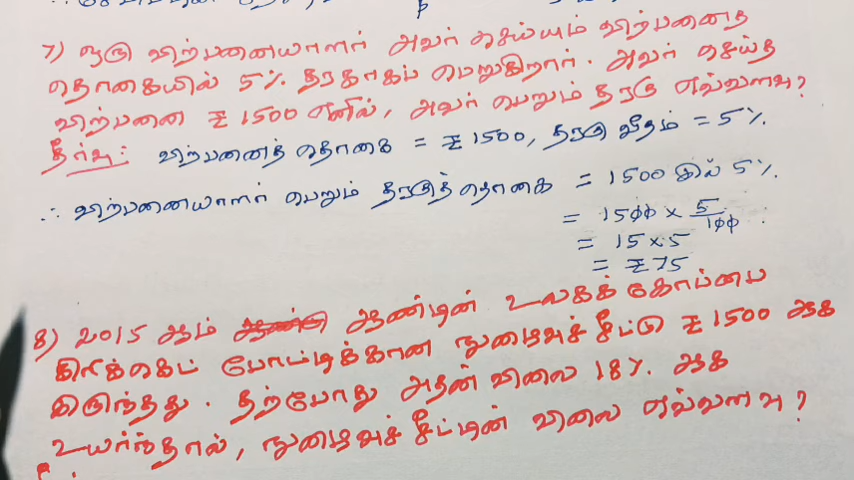 7) ஒரு விற்பனையாளர் அவர் செய்யும் விற்பனைத்
தொகையில் 5% தரகாகப் பெறுகிறார். அவர் செய்த
விற்பனை ₹ 1500 எனில், அவர் பெறும் தரகு எவ்வளவு?
தீர்வு: விற்பனைத் தொகை = ₹ 1500, தரகு வீதம் = 5%.
∴ விற்பனையாளர் பெறும் தரகுத் தொகை = 1500 இல் 5%.
= 1500 × 5/100
= 15 × 5
= ₹ 75
8) 2015 ஆம் ஆண்டின் உலகக் கோப்பை
கிரிக்கெட் போட்டிக்கான நுழைவுச் சீட்டு ₹ 1500 ஆக
இருந்தது. தற்போது அதன் விலை 18% ஆக
உயர்ந்தால், நுழைவுச் சீட்டின் விலை எவ்வளவு?